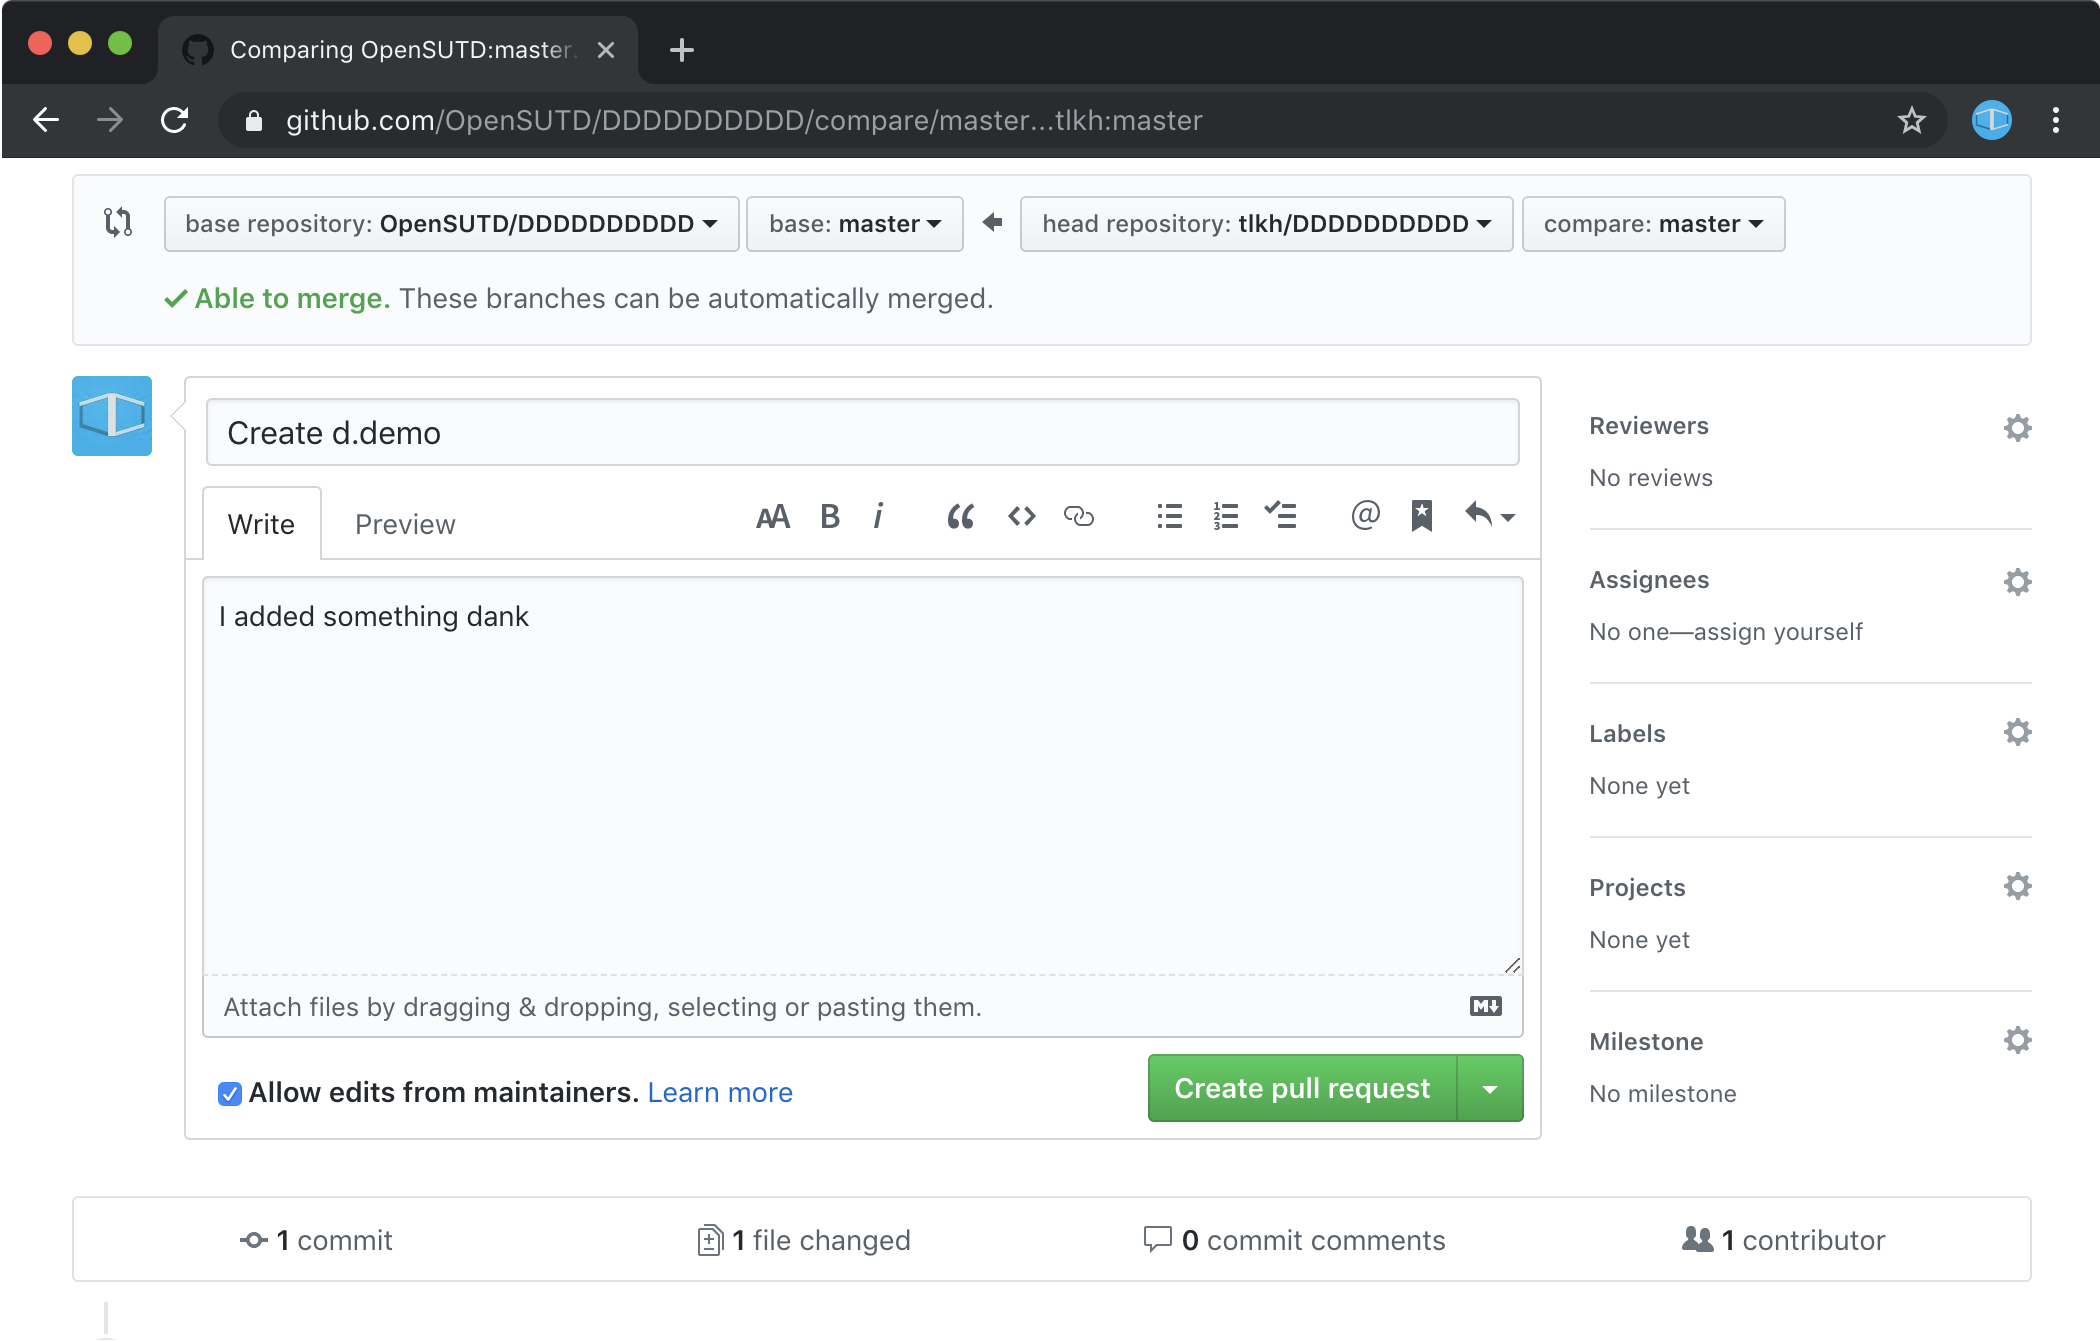 Comparing OpenSUTD:master.
github.com/OpenSUTD/DDDDDDDDDD/compare/master...tlkh:master
base repository: OpenSUTD/DDDDDDDDDD base: master head repository: tlkh/DDDDDDDDDD compare: master
Able to merge. These branches can be automatically merged.
Create d.demo
Write Preview
I added something dank
Attach files by dragging & dropping, selecting or pasting them.
Allow edits from maintainers. Learn more
Create pull request
Reviewers
No reviews
Assignees
No one—assign yourself
Labels
None yet
Projects
None yet
Milestone
No milestone
1 commit 1 file changed 0 commit comments 1 contributor